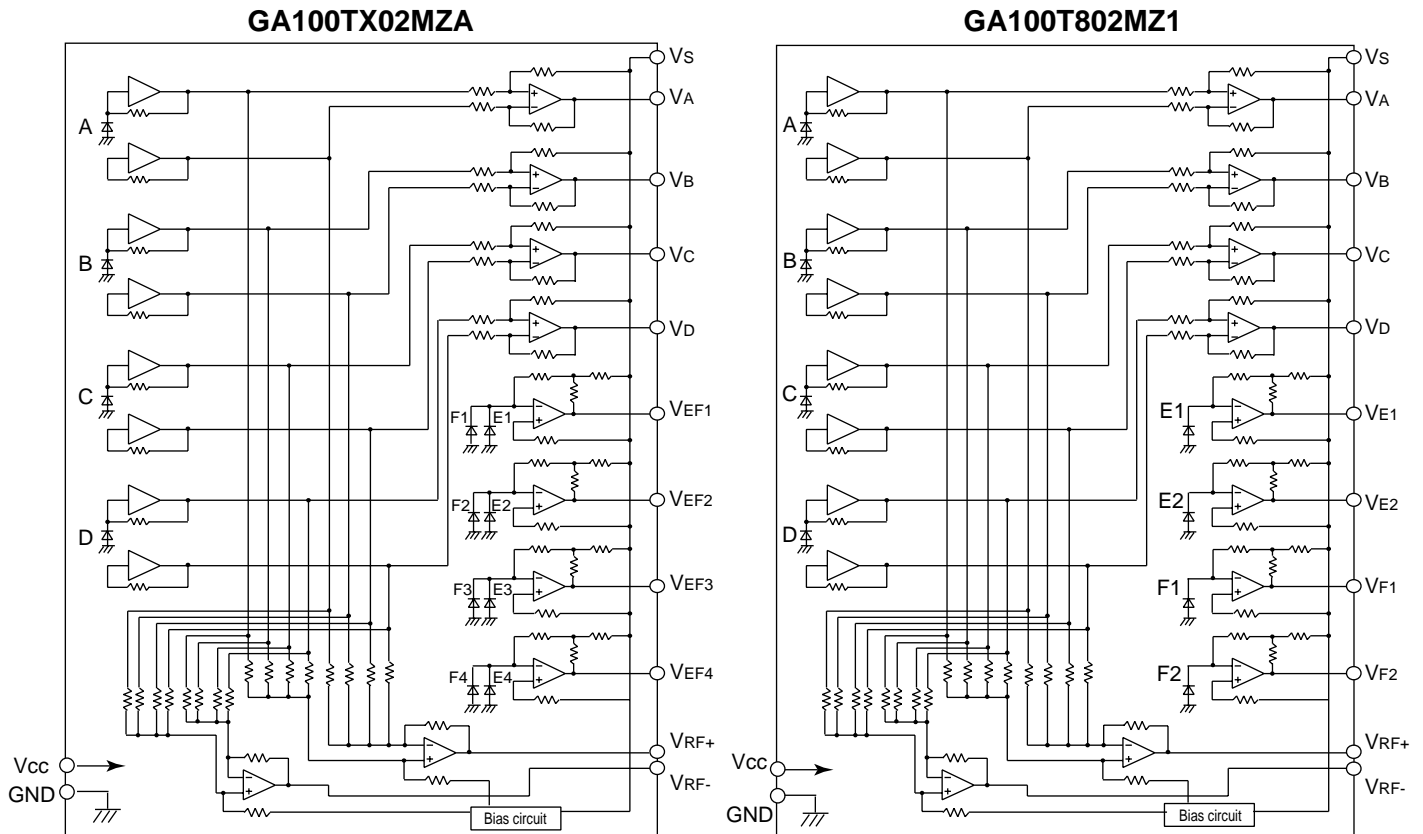 GA100TX02MZA
VS
VA
A
VB
B
VC
VD
C
VEF1
F1 E1
VEF2
F2 E2
D
VEF3
F3 E3
VEF4
F4 E4
VRF+
VRF-
Vcc
GND
Bias circuit
GA100T802MZ1
VS
VA
A
VB
B
VC
VD
C
E1
VE1
E2
VE2
D
F1
VF1
F2
VF2
VRF+
VRF-
Vcc
GND
Bias circuit